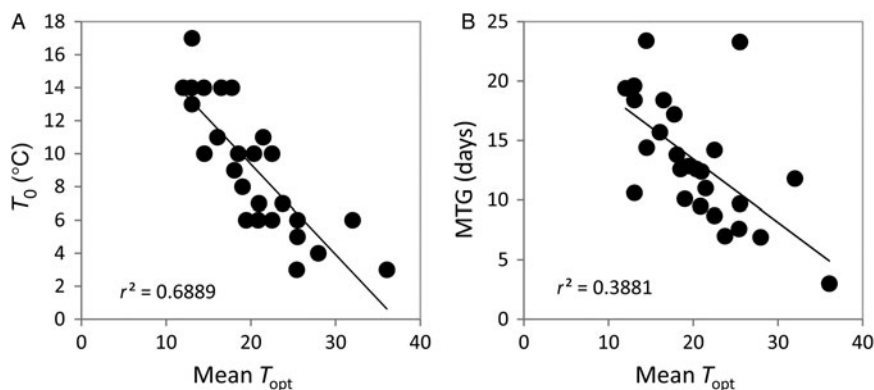 A
18
16
14
12
10
8
6
4
2
0
T₀ (°C)
r² = 0.6889
0 10 20 30 40
Mean Tₒₚₜ
B
25
20
15
10
5
0
MTG (days)
r² = 0.3881
0 10 20 30 40
Mean Tₒₚₜ